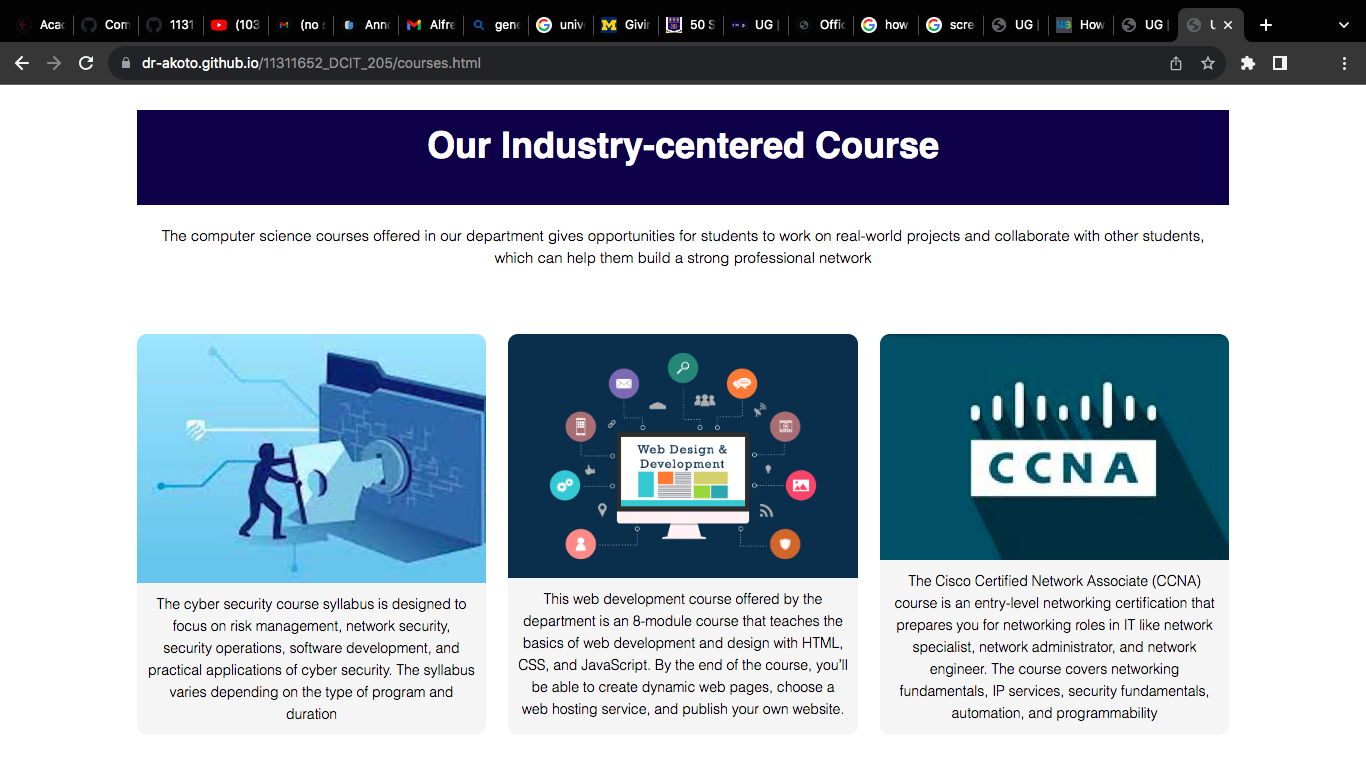 Acac
Com
1131
(103
(no s
Anno
Alfre
gene
unive
Givin
50 S
UG |
Offic
how
scre
UG |
How
UG |
U
dr-akoto.github.io/11311652_DCIT_205/courses.html
Our Industry-centered Course
The computer science courses offered in our department gives opportunities for students to work on real-world projects and collaborate with other students,
which can help them build a strong professional network
Web Design &
Development
CCNA
The cyber security course syllabus is designed to
focus on risk management, network security,
security operations, software development, and
practical applications of cyber security. The syllabus
varies depending on the type of program and
duration
This web development course offered by the
department is an 8-module course that teaches the
basics of web development and design with HTML,
CSS, and JavaScript. By the end of the course, you'll
be able to create dynamic web pages, choose a
web hosting service, and publish your own website.
The Cisco Certified Network Associate (CCNA)
course is an entry-level networking certification that
prepares you for networking roles in IT like network
specialist, network administrator, and network
engineer. The course covers networking
fundamentals, IP services, security fundamentals,
automation, and programmability